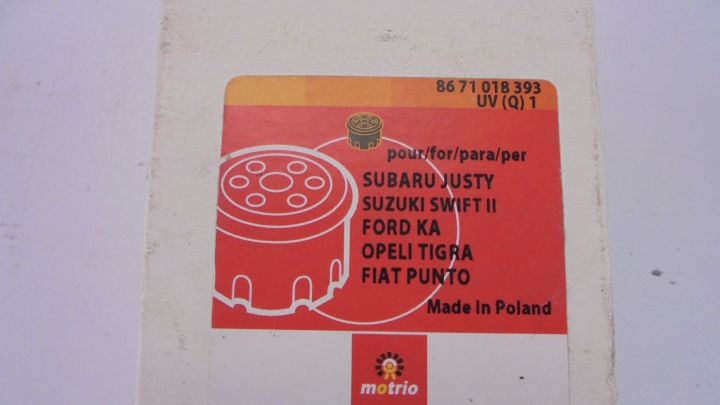 86 71 018 393
UV (Q) 1
pour/for/para/per
SUBARU JUSTY
SUZUKI SWIFT II
FORD KA
OPELI TIGRA
FIAT PUNTO
Made In Poland
motrio